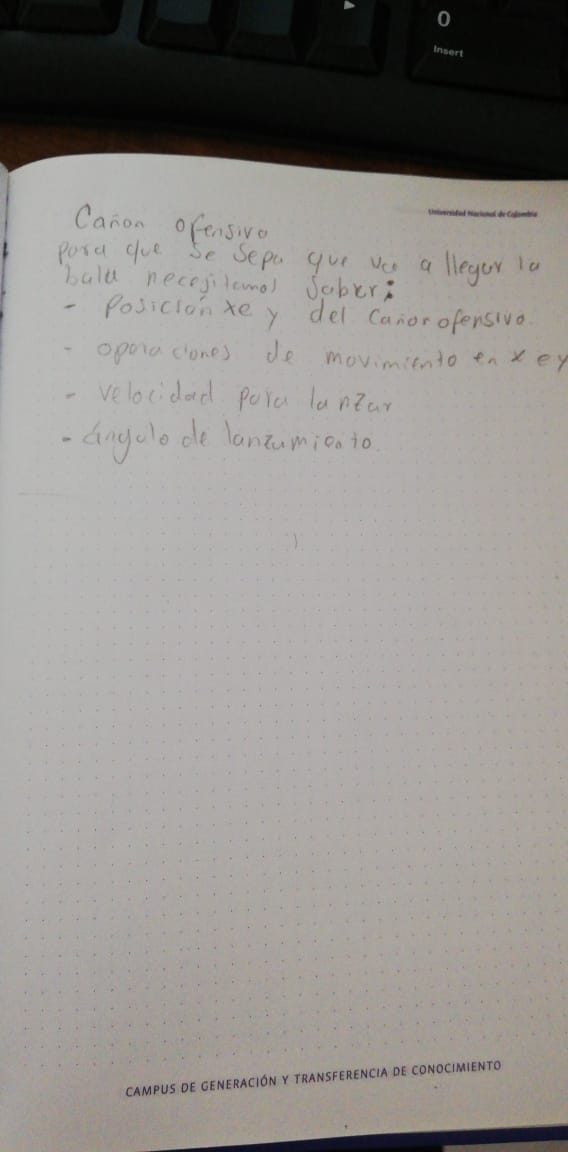 0
Insert
Universidad Nacional de Colombia
Cañon ofensivo
para que se sepa que va a llegar la
bala necesitamos saber:
- Posición x e y del cañon ofensivo.
- operaciones de movimiento en x e y
- velocidad para lanzar
- ángulo de lanzamiento.
CAMPUS DE GENERACIÓN Y TRANSFERENCIA DE CONOCIMIENTO